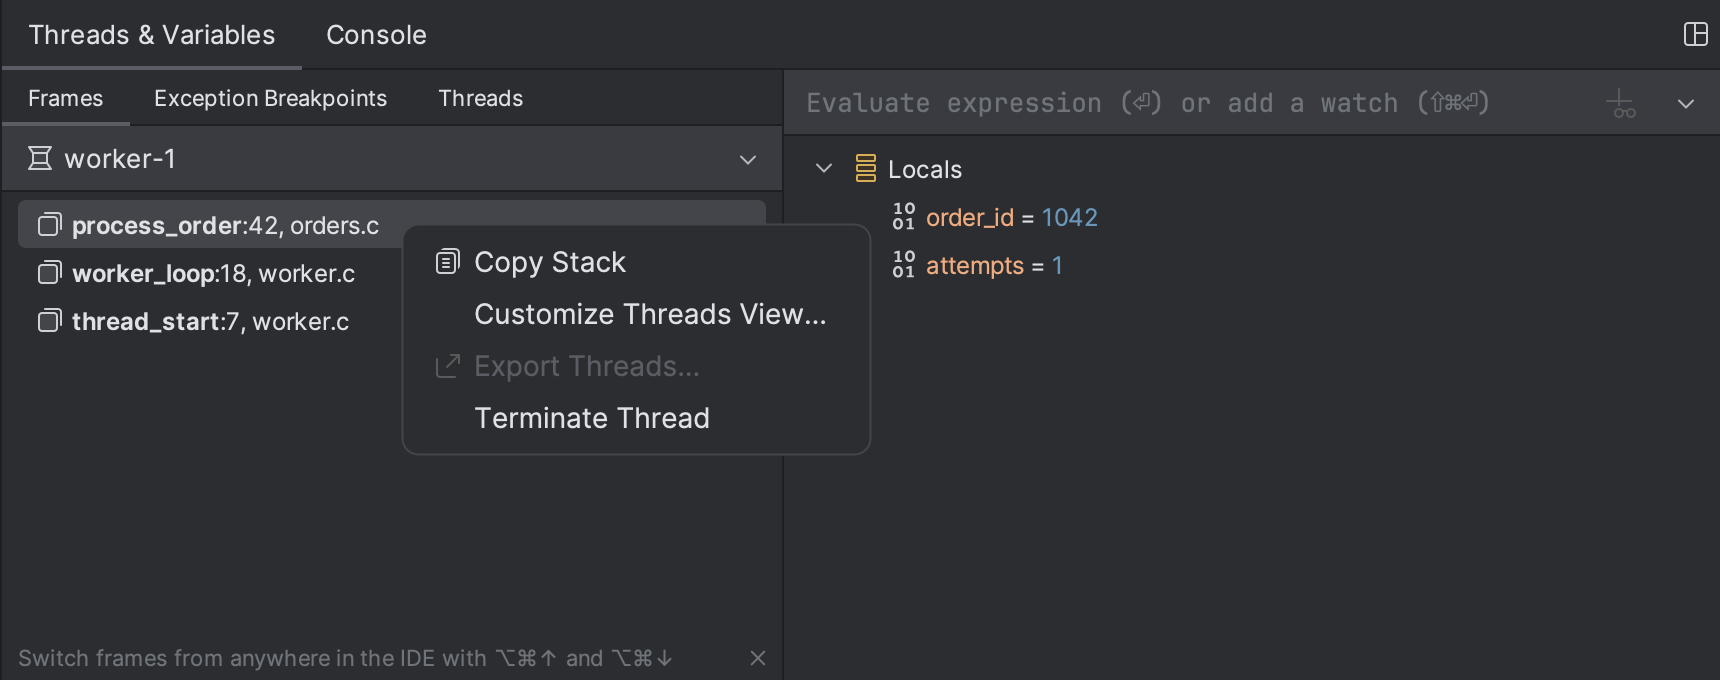 Threads & Variables Console
Frames Exception Breakpoints Threads
Evaluate expression (⏎) or add a watch (⇧⌘⏎)
worker-1
process_order:42, orders.c
worker_loop:18, worker.c
thread_start:7, worker.c
Copy Stack
Customize Threads View...
Export Threads...
Terminate Thread
Locals
order_id = 1042
attempts = 1
Switch frames from anywhere in the IDE with ⌥⌘↑ and ⌥⌘↓